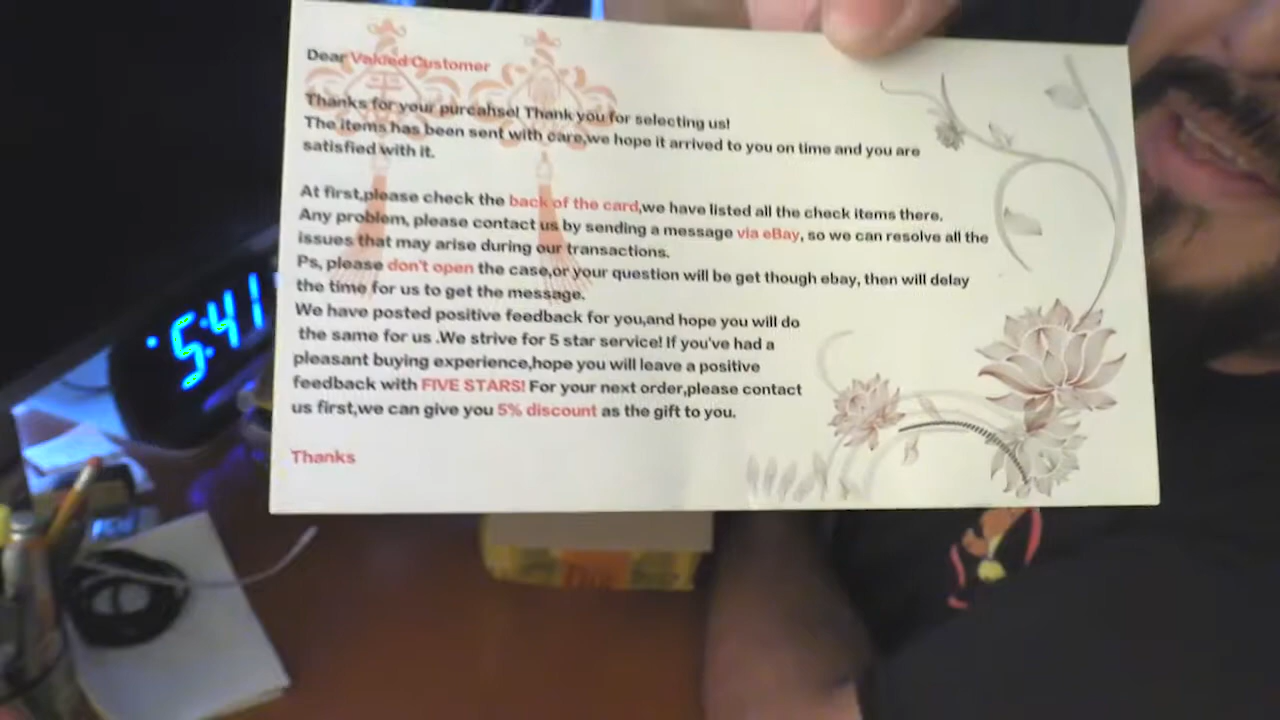 Dear Valued Customer
Thanks for your purcahse! Thank you for selecting us!
The items has been sent with care,we hope it arrived to you on time and you are
satisfied with it.
At first,please check the back of the card,we have listed all the check items there.
Any problem, please contact us by sending a message via eBay, so we can resolve all the
issues that may arise during our transactions.
Ps, please don't open the case,or your question will be get though ebay, then will delay
the time for us to get the message.
We have posted positive feedback for you,and hope you will do
the same for us .We strive for 5 star service! If you've had a
pleasant buying experience,hope you will leave a positive
feedback with FIVE STARS! For your next order,please contact
us first,we can give you 5% discount as the gift to you.
Thanks
5:41